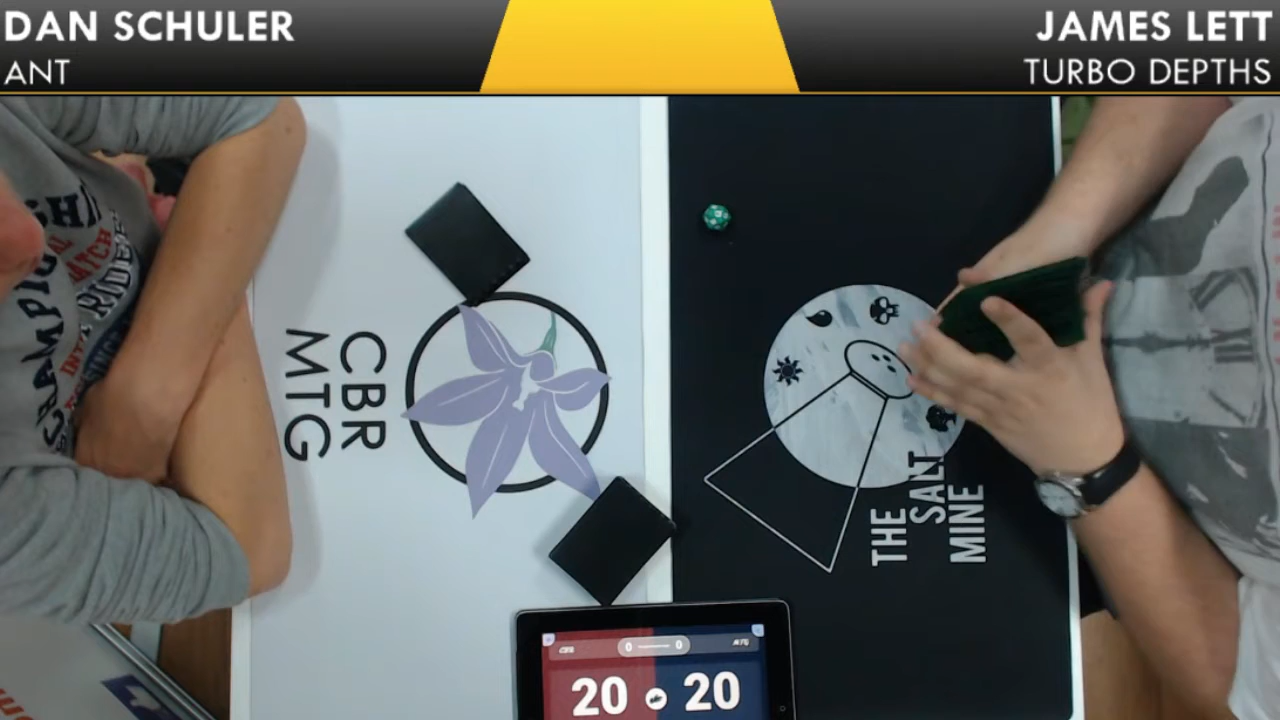 DAN SCHULER
ANT
JAMES LETT
TURBO DEPTHS
CBR
MTG
THE
SALT
MINE
0 0
20 20